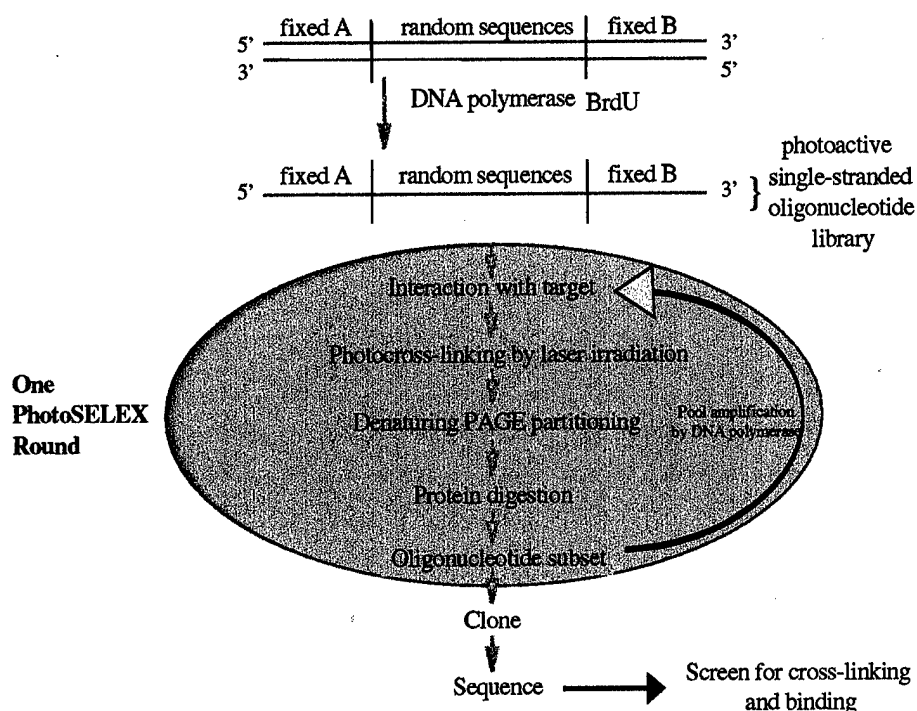 fixed A random sequences fixed B
5’ 3’
3’ 5’
DNA polymerase BrdU
fixed A random sequences fixed B
5’ 3’ }
photoactive
single-stranded
oligonucleotide
library
Interaction with target
Photocross-linking by laser irradiation
One
PhotoSELEX
Round
Denaturing PAGE partitioning
Pool amplification
by DNA polymerase
Protein digestion
Oligonucleotide subset
Clone
Sequence
Screen for cross-linking
and binding